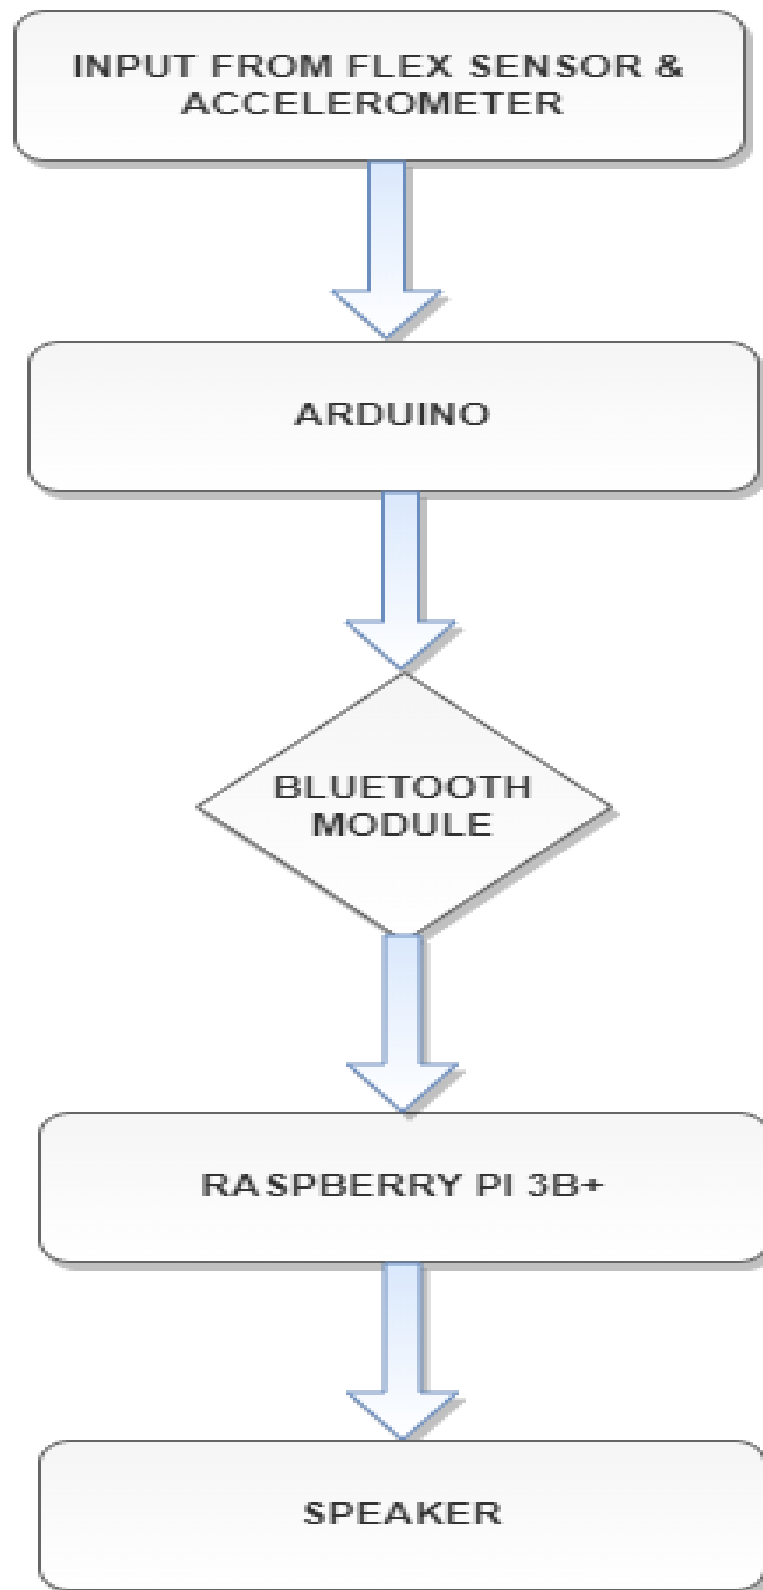 INPUT FROM FLEX SENSOR &
ACCELEROMETER
ARDUINO
BLUETOOTH
MODULE
RASPBERRY PI 3B+
SPEAKER